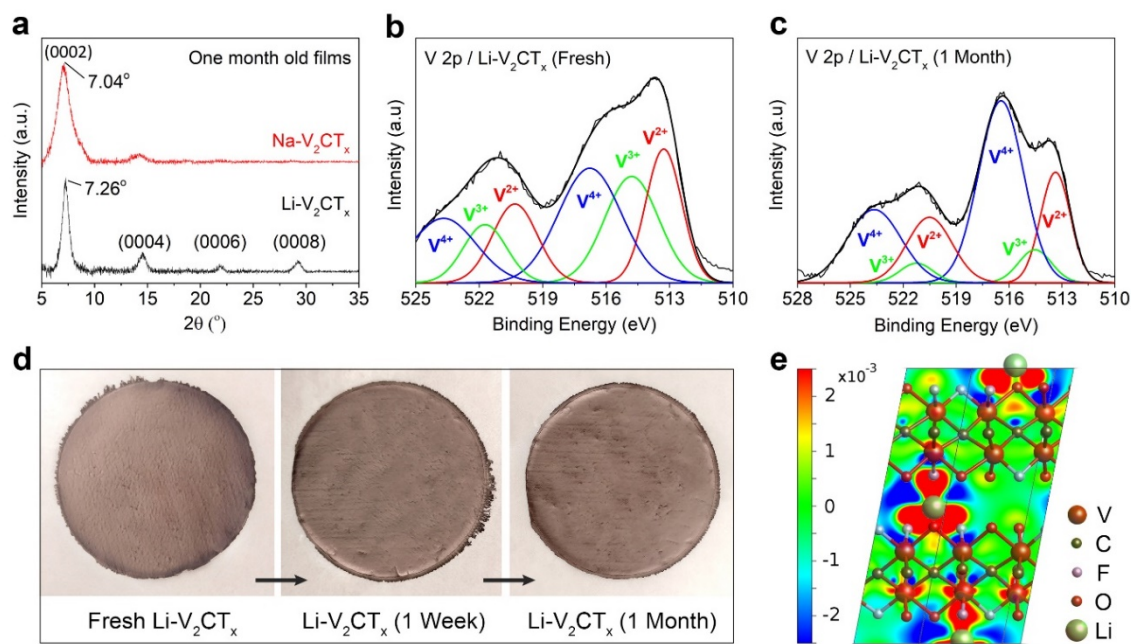 a
(0002)
One month old films
7.04°
Na-V₂CTₓ
7.26°
Li-V₂CTₓ
(0004)
(0006)
(0008)
Intensity (a.u.)
5 10 15 20 25 30 35
2θ (°)
b
V 2p / Li-V₂CTₓ (Fresh)
V²⁺
V³⁺
V⁴⁺
V²⁺
V³⁺
V⁴⁺
Intensity (a.u)
525 522 519 516 513 510
Binding Energy (eV)
c
V 2p / Li-V₂CTₓ (1 Month)
V⁴⁺
V²⁺
V⁴⁺
V²⁺
V³⁺
V³⁺
Intensity (a.u)
528 525 522 519 516 513 510
Binding Energy (eV)
d
Fresh Li-V₂CTₓ
Li-V₂CTₓ (1 Week)
Li-V₂CTₓ (1 Month)
e
×10⁻³
2
1
0
-1
-2
V
C
F
O
Li